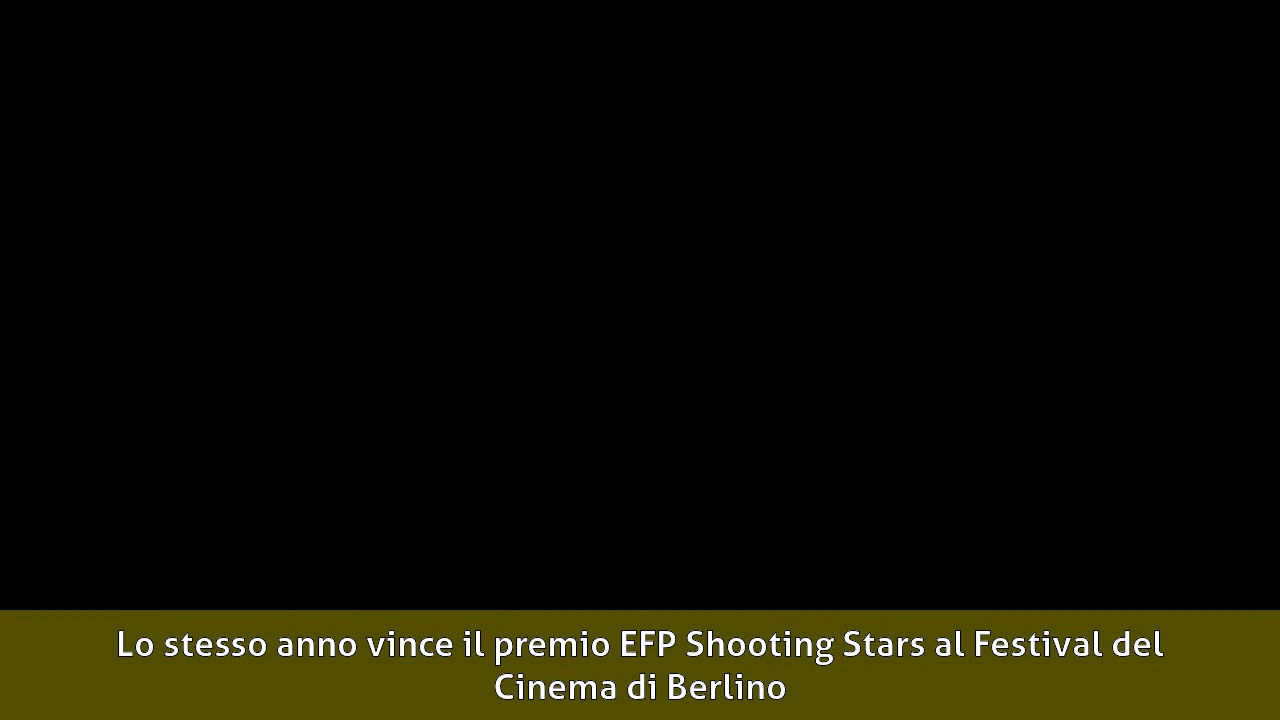 Lo stesso anno vince il premio EFP Shooting Stars al Festival del
Cinema di Berlino